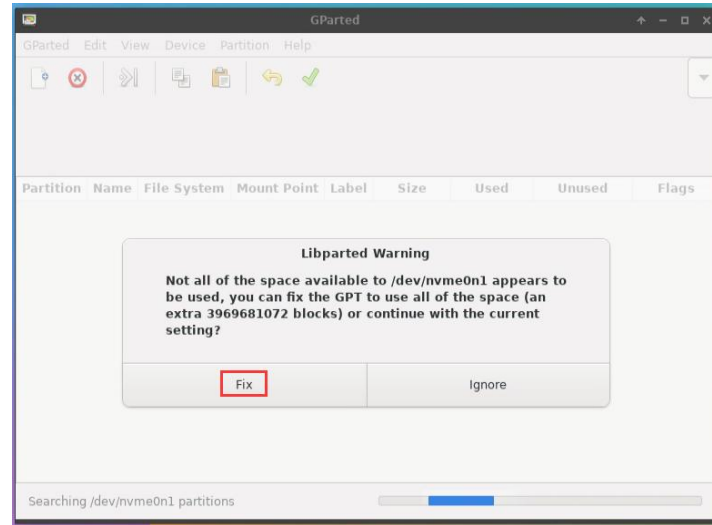 GParted
GParted Edit View Device Partition Help
Partition Name File System Mount Point Label Size Used Unused Flags
Libparted Warning
Not all of the space available to /dev/nvme0n1 appears to
be used, you can fix the GPT to use all of the space (an
extra 3969681072 blocks) or continue with the current
setting?
Fix Ignore
Searching /dev/nvme0n1 partitions